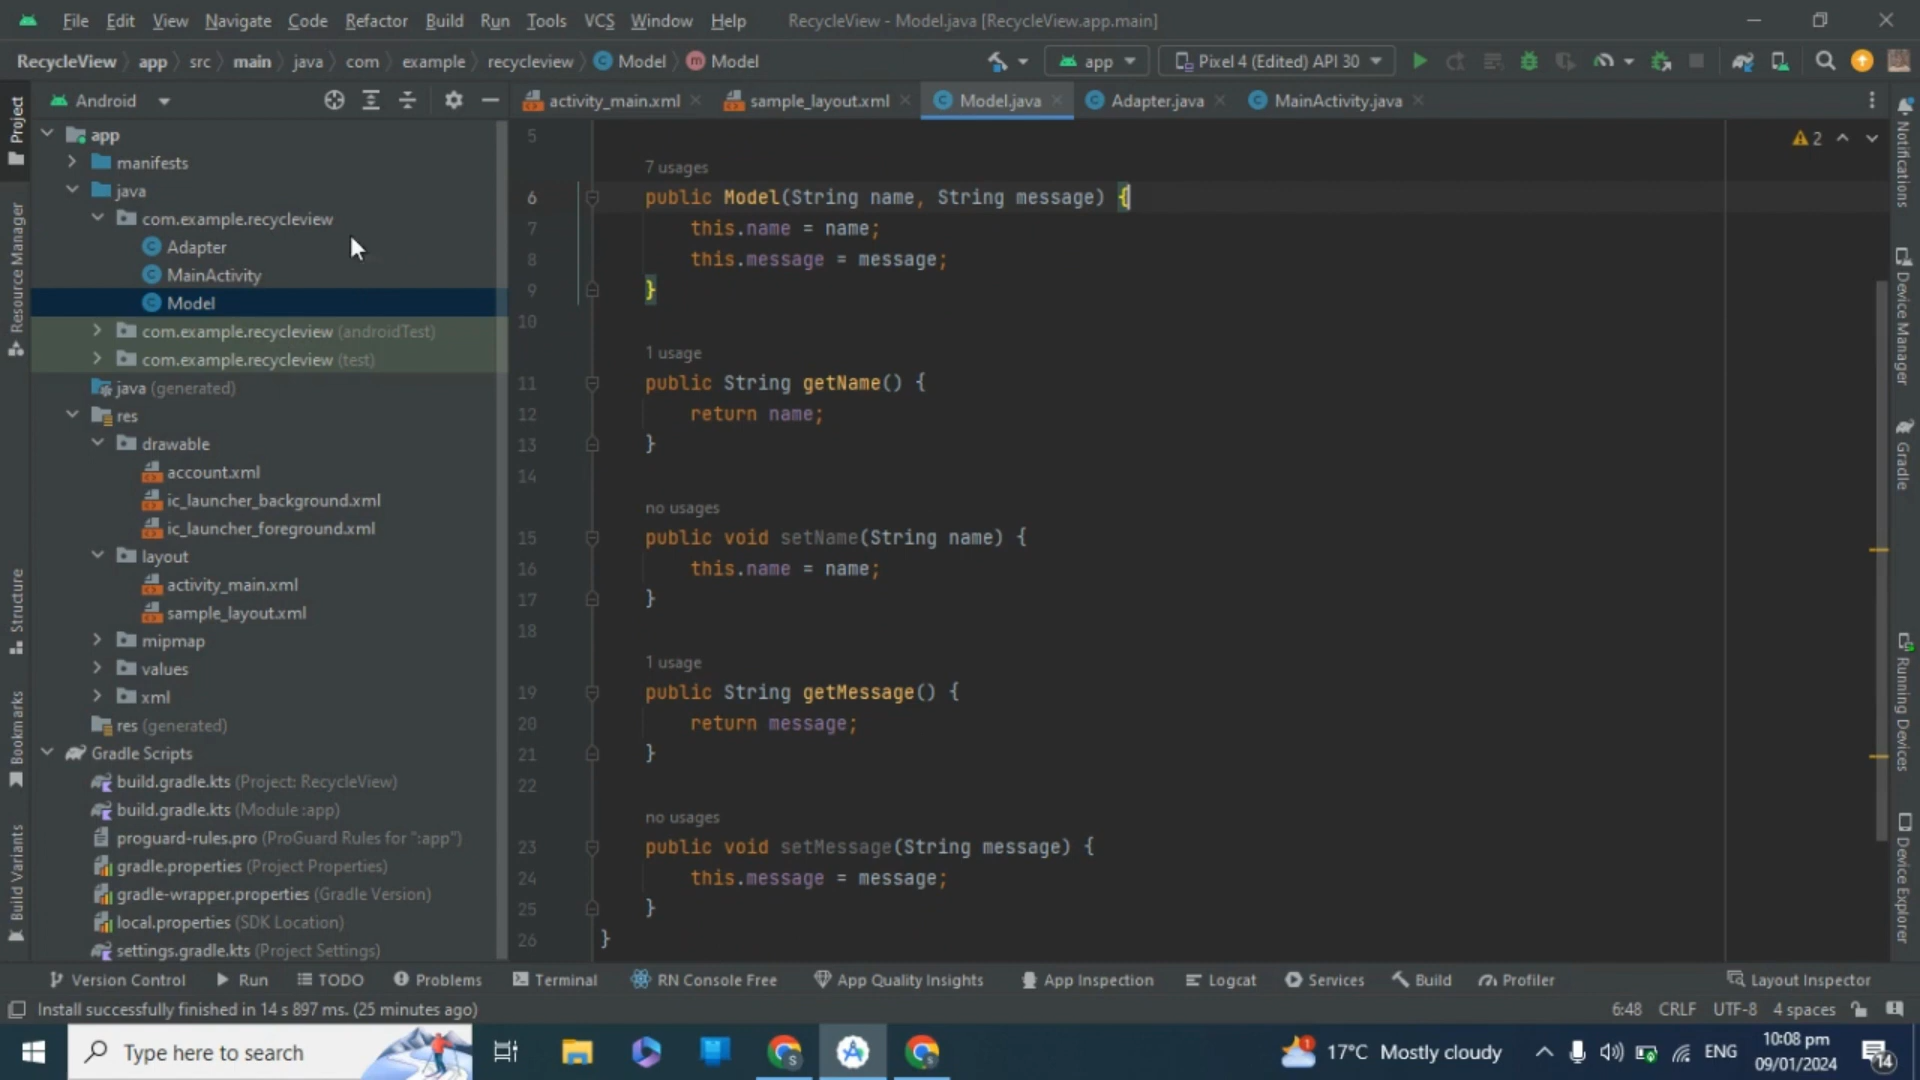 File Edit View Navigate Code Refactor Build Run Tools VCS Window Help RecycleView - Model.java [RecycleView.app.main]
RecycleView app src main java com example recycleview Model Model app Pixel 4 (Edited) API 30
Android activity_main.xml sample_layout.xml Model.java Adapter.java MainActivity.java
Project
Resource Manager
Structure
Bookmarks
Build Variants
app
manifests
java
com.example.recycleview
Adapter
MainActivity
Model
com.example.recycleview (androidTest)
com.example.recycleview (test)
java (generated)
res
drawable
account.xml
ic_launcher_background.xml
ic_launcher_foreground.xml
layout
activity_main.xml
sample_layout.xml
mipmap
values
xml
res (generated)
Gradle Scripts
build.gradle.kts (Project: RecycleView)
build.gradle.kts (Module :app)
proguard-rules.pro (ProGuard Rules for ":app")
gradle.properties (Project Properties)
gradle-wrapper.properties (Gradle Version)
local.properties (SDK Location)
settings.gradle.kts (Project Settings)
5
7 usages
6 public Model(String name, String message) {
7 this.name = name;
8 this.message = message;
9 }
10
1 usage
11 public String getName() {
12 return name;
13 }
14
no usages
15 public void setName(String name) {
16 this.name = name;
17 }
18
1 usage
19 public String getMessage() {
20 return message;
21 }
22
no usages
23 public void setMessage(String message) {
24 this.message = message;
25 }
26 }
2
Notifications
Device Manager
Gradle
Running Devices
Device Explorer
Version Control Run TODO Problems Terminal RN Console Free App Quality Insights App Inspection Logcat Services Build Profiler Layout Inspector
Install successfully finished in 14 s 897 ms. (25 minutes ago) 6:48 CRLF UTF-8 4 spaces
Type here to search S S 1 17°C Mostly cloudy ENG 10:08 pm
09/01/2024 14